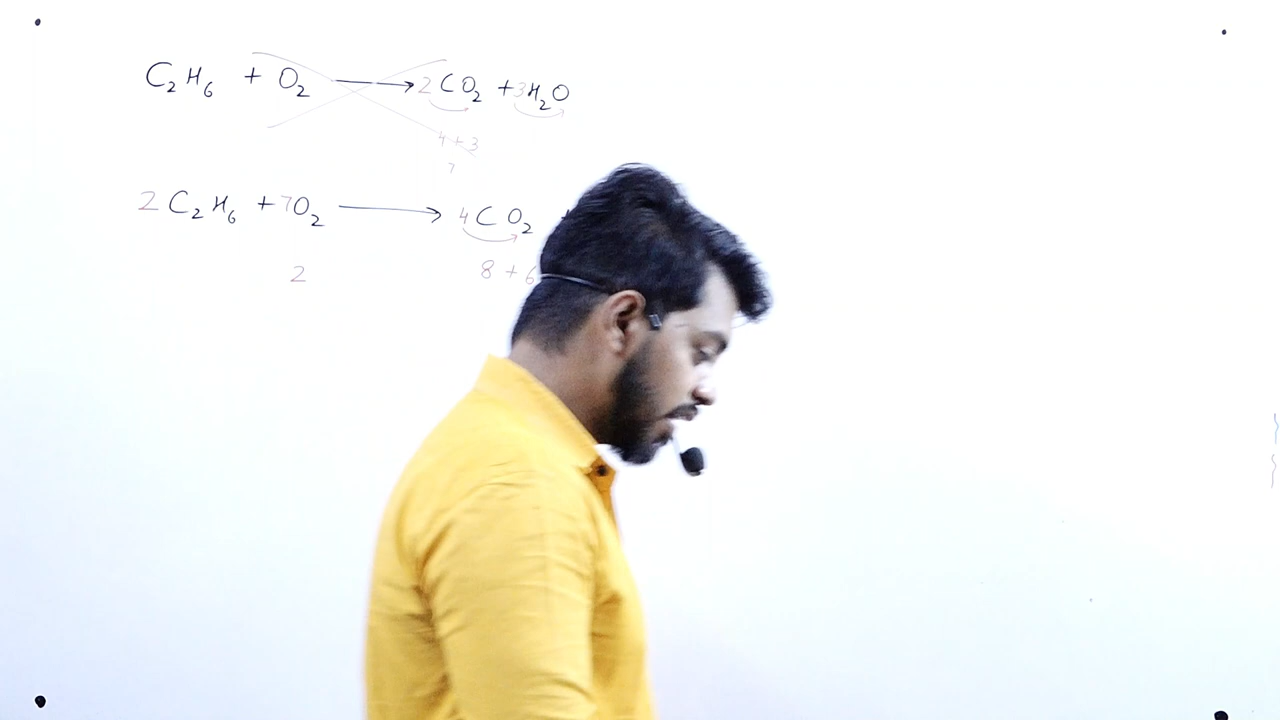 C₂H₆ + O₂ → 2CO₂ + 3H₂O
4 + 3
7
2C₂H₆ + 7O₂ → 4CO₂
2 8 + 6